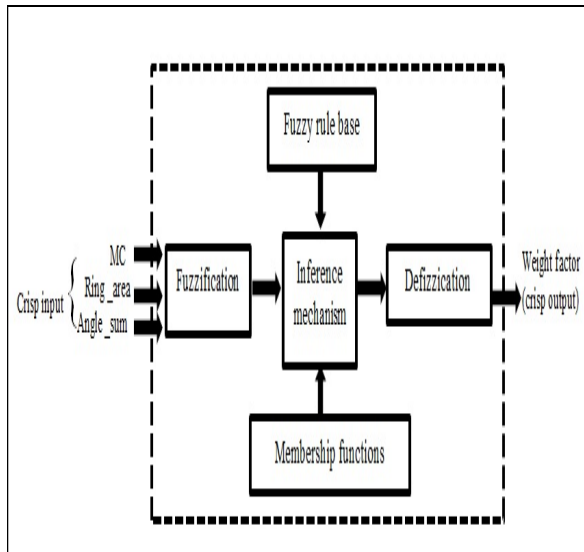 Fuzzy rule base
MC
Ring_area
Angle_sum
Crisp input
Fuzzification
Inference
mechanism
Defizzication
Weight factor
(crisp output)
Membership functions